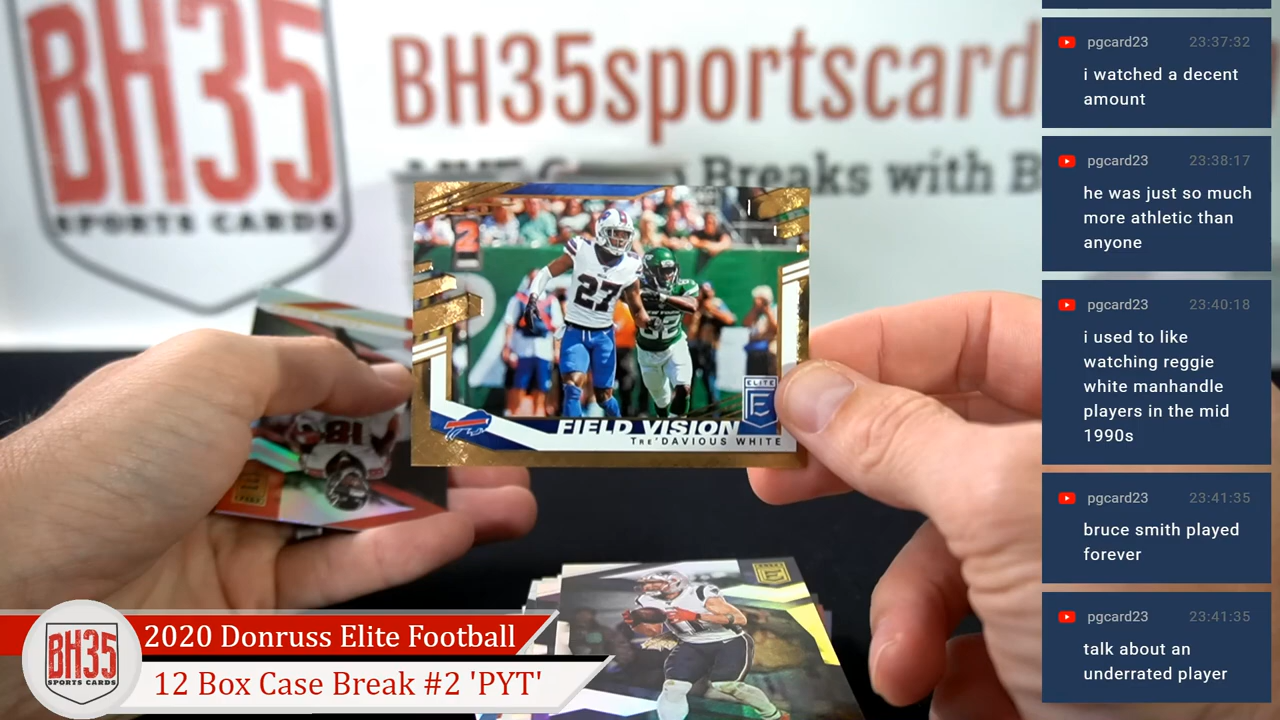 BH35
SPORTS CARDS
BH35sportscard
Breaks with B
2
27
FIELD VISION
TRE'DAVIOUS WHITE
ELITE
E
18
BH35
SPORTS CARDS
2020 Donruss Elite Football
12 Box Case Break #2 'PYT'
pgcard23 23:37:32
i watched a decent
amount
pgcard23 23:38:17
he was just so much
more athletic than
anyone
pgcard23 23:40:18
i used to like
watching reggie
white manhandle
players in the mid
1990s
pgcard23 23:41:35
bruce smith played
forever
pgcard23 23:41:35
talk about an
underrated player